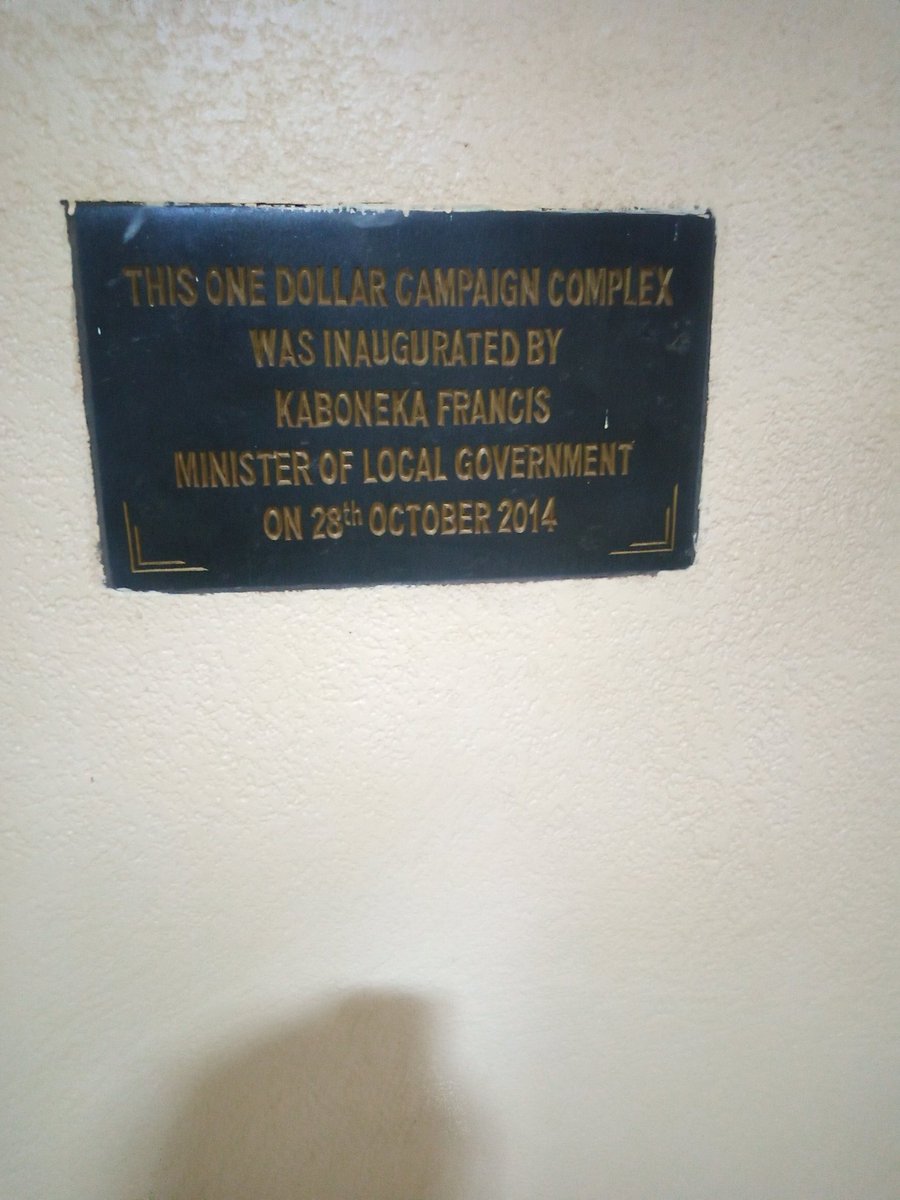 THIS ONE DOLLAR CAMPAIGN COMPLEX
WAS INAUGURATED BY
KABONEKA FRANCIS
MINISTER OF LOCAL GOVERNMENT
ON 28th OCTOBER 2014